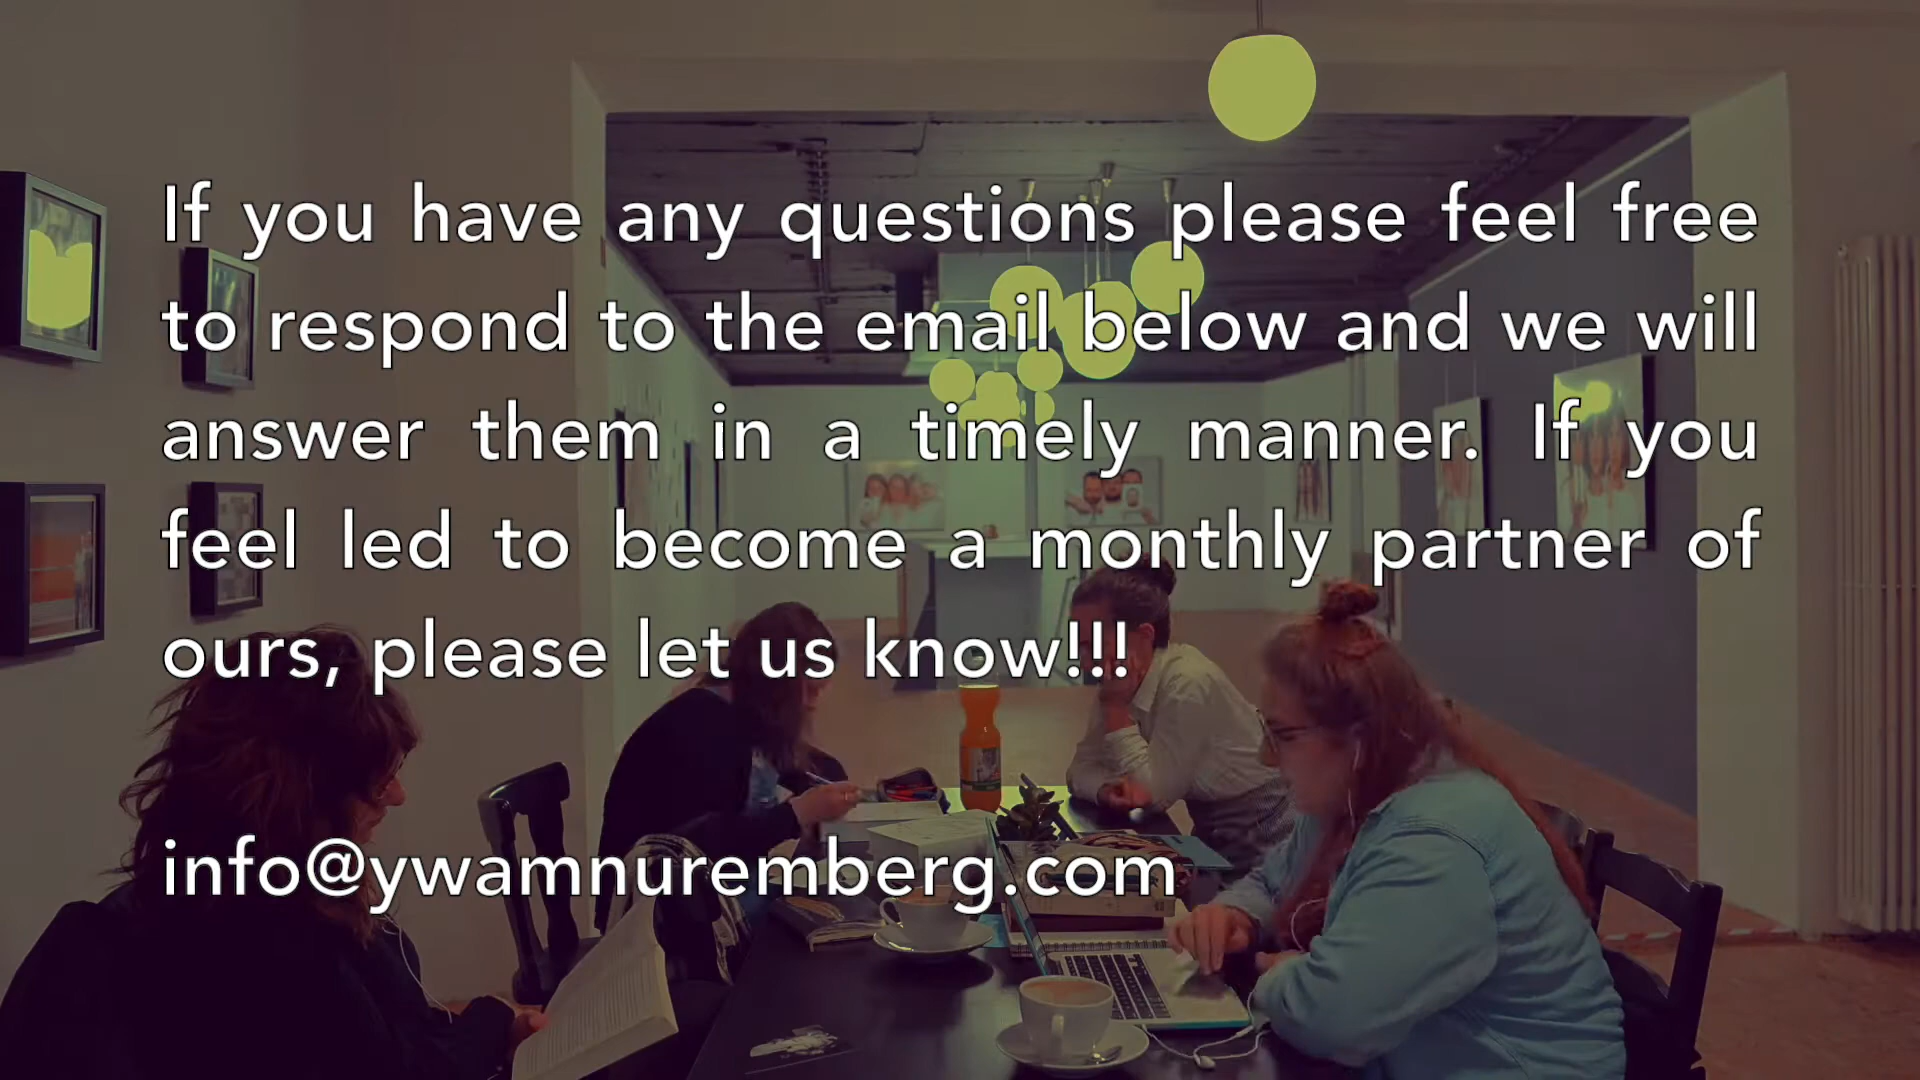 If you have any questions please feel free
to respond to the email below and we will
answer them in a timely manner. If you
feel led to become a monthly partner of
ours, please let us know!!!
info@ywamnuremberg.com